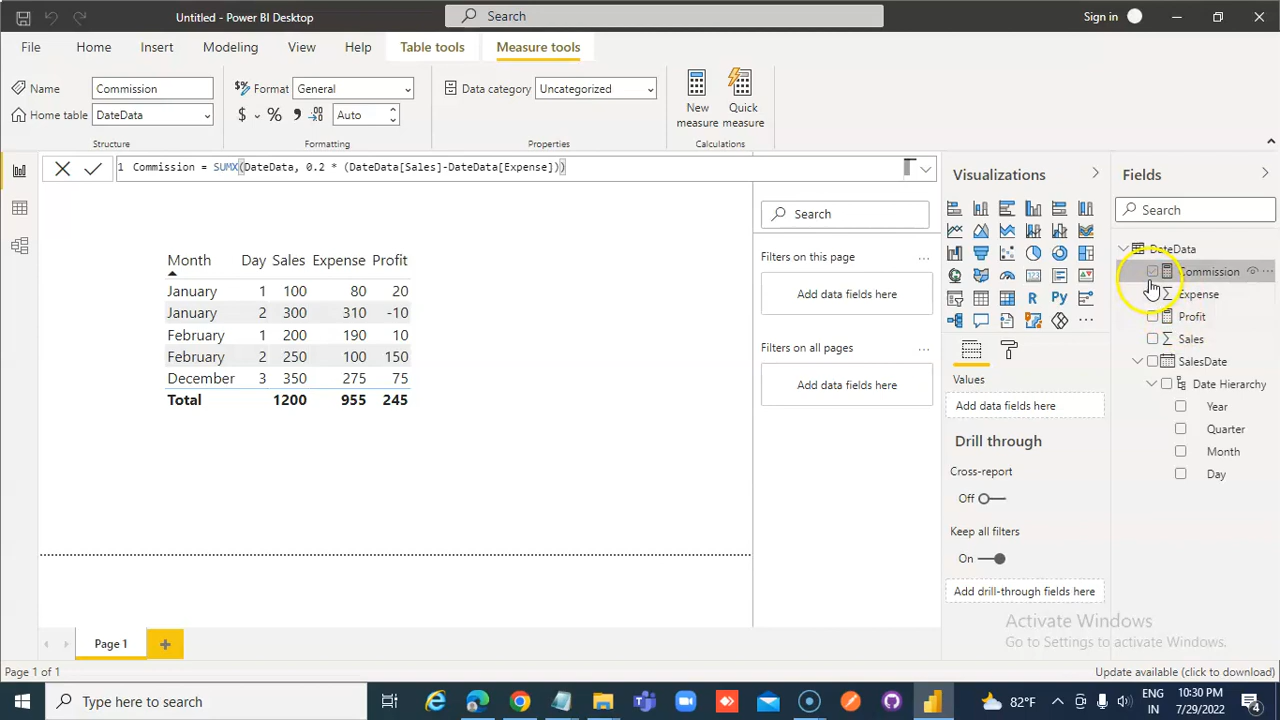 Untitled - Power BI Desktop
Search
Sign in
File Home Insert Modeling View Help Table tools Measure tools
Name Commission
Home table DateData
Structure
Format General
$ % 9 .00 Auto
Formatting
Data category Uncategorized
Properties
New measure
Quick measure
Calculations
1 Commission = SUMX(DateData, 0.2 * (DateData[Sales]-DateData[Expense]))
Month Day Sales Expense Profit
January 1 100 80 20
January 2 300 310 -10
February 1 200 190 10
February 2 250 100 150
December 3 350 275 75
Total 1200 955 245
Search
Filters on this page ...
Add data fields here
Filters on all pages ...
Add data fields here
Visualizations
R Py ...
Values
Add data fields here
Drill through
Cross-report
Off
Keep all filters
On
Add drill-through fields here
Fields
Search
DateData
Commission ...
Expense
Profit
Sales
SalesDate
Date Hierarchy
Year
Quarter
Month
Day
Activate Windows
Go to Settings to activate Windows.
Page 1
Page 1 of 1
Update available (click to download)
Type here to search
82°F
ENG
IN
10:30 PM
7/29/2022
4